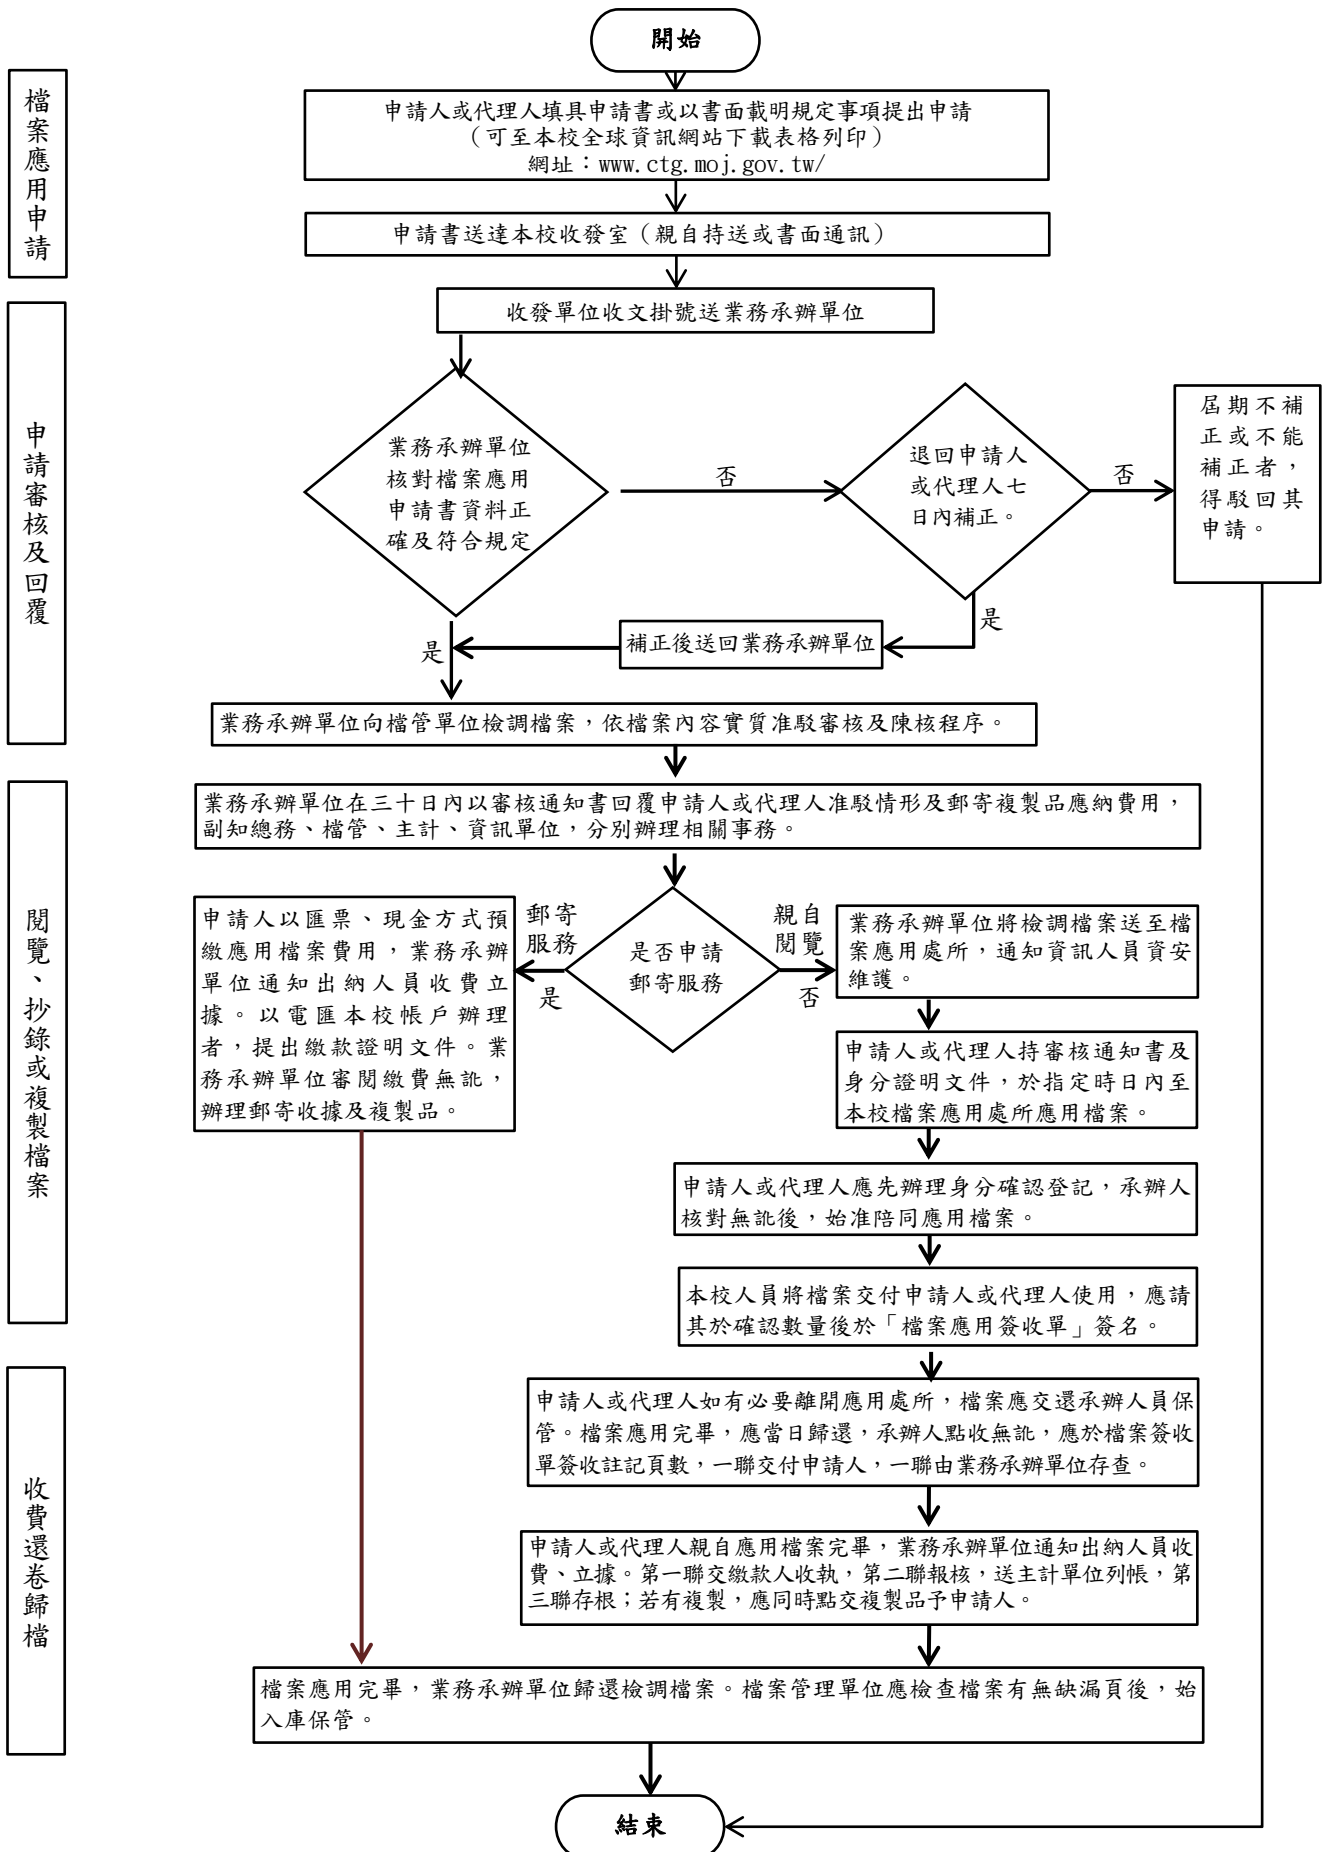 開始
檔案應用申請
申請人或代理人填具申請書或以書面載明規定事項提出申請
（可至本校全球資訊網站下載表格列印）
網址：www.ctg.moj.gov.tw/
申請書送達本校收發室（親自持送或書面通訊）
申請審核及回覆
收發單位收文掛號送業務承辦單位
業務承辦單位
核對檔案應用
申請書資料正
確及符合規定
否
退回申請人
或代理人七
日內補正。
否
屆期不補
正或不能
補正者，
得駁回其
申請。
是
補正後送回業務承辦單位
是
業務承辦單位向檔管單位檢調檔案，依檔案內容實質准駁審核及陳核程序。
閱覽、抄錄或複製檔案
業務承辦單位在三十日內以審核通知書回覆申請人或代理人准駁情形及郵寄複製品應納費用，
副知總務、檔管、主計、資訊單位，分別辦理相關事務。
是否申請
郵寄服務
郵寄
服務
是
申請人以匯票、現金方式預
繳應用檔案費用，業務承辦
單位通知出納人員收費立
據。以電匯本校帳戶辦理
者，提出繳款證明文件。業
務承辦單位審閱繳費無訛，
辦理郵寄收據及複製品。
親自
閱覽
否
業務承辦單位將檢調檔案送至檔
案應用處所，通知資訊人員資安
維護。
申請人或代理人持審核通知書及
身分證明文件，於指定時日內至
本校檔案應用處所應用檔案。
申請人或代理人應先辦理身分確認登記，承辦人
核對無訛後，始准陪同應用檔案。
本校人員將檔案交付申請人或代理人使用，應請
其於確認數量後於「檔案應用簽收單」簽名。
收費還卷歸檔
申請人或代理人如有必要離開應用處所，檔案應交還承辦人員保
管。檔案應用完畢，應當日歸還，承辦人點收無訛，應於檔案簽收
單簽收註記頁數，一聯交付申請人，一聯由業務承辦單位存查。
申請人或代理人親自應用檔案完畢，業務承辦單位通知出納人員收
費、立據。第一聯交繳款人收執，第二聯報核，送主計單位列帳，第
三聯存根；若有複製，應同時點交複製品予申請人。
檔案應用完畢，業務承辦單位歸還檢調檔案。檔案管理單位應檢查檔案有無缺漏頁後，始
入庫保管。
結束